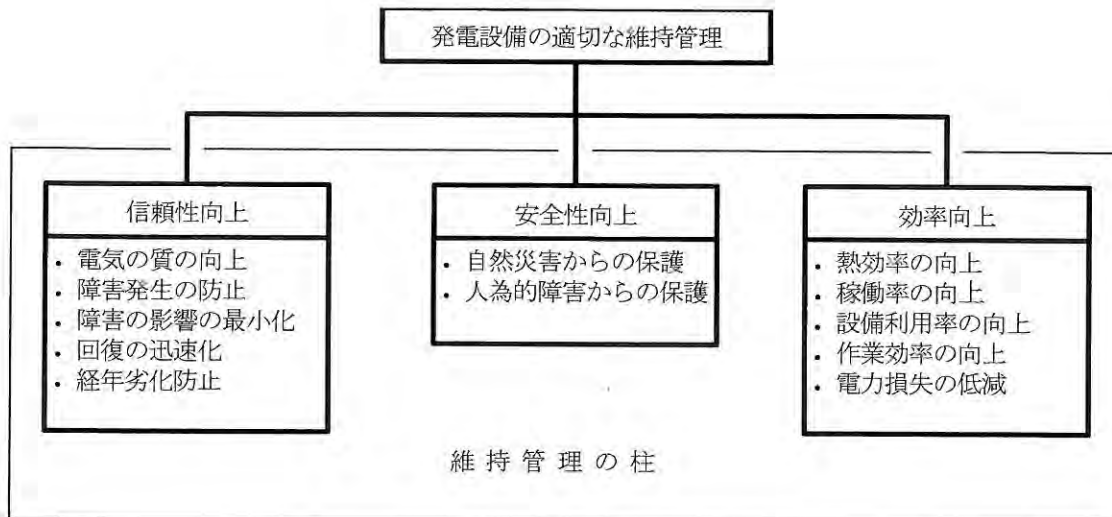 発電設備の適切な維持管理
信頼性向上
・電気の質の向上
・障害発生の防止
・障害の影響の最小化
・回復の迅速化
・経年劣化防止
安全性向上
・自然災害からの保護
・人為的障害からの保護
効率向上
・熱効率の向上
・稼働率の向上
・設備利用率の向上
・作業効率の向上
・電力損失の低減
維持管理の柱